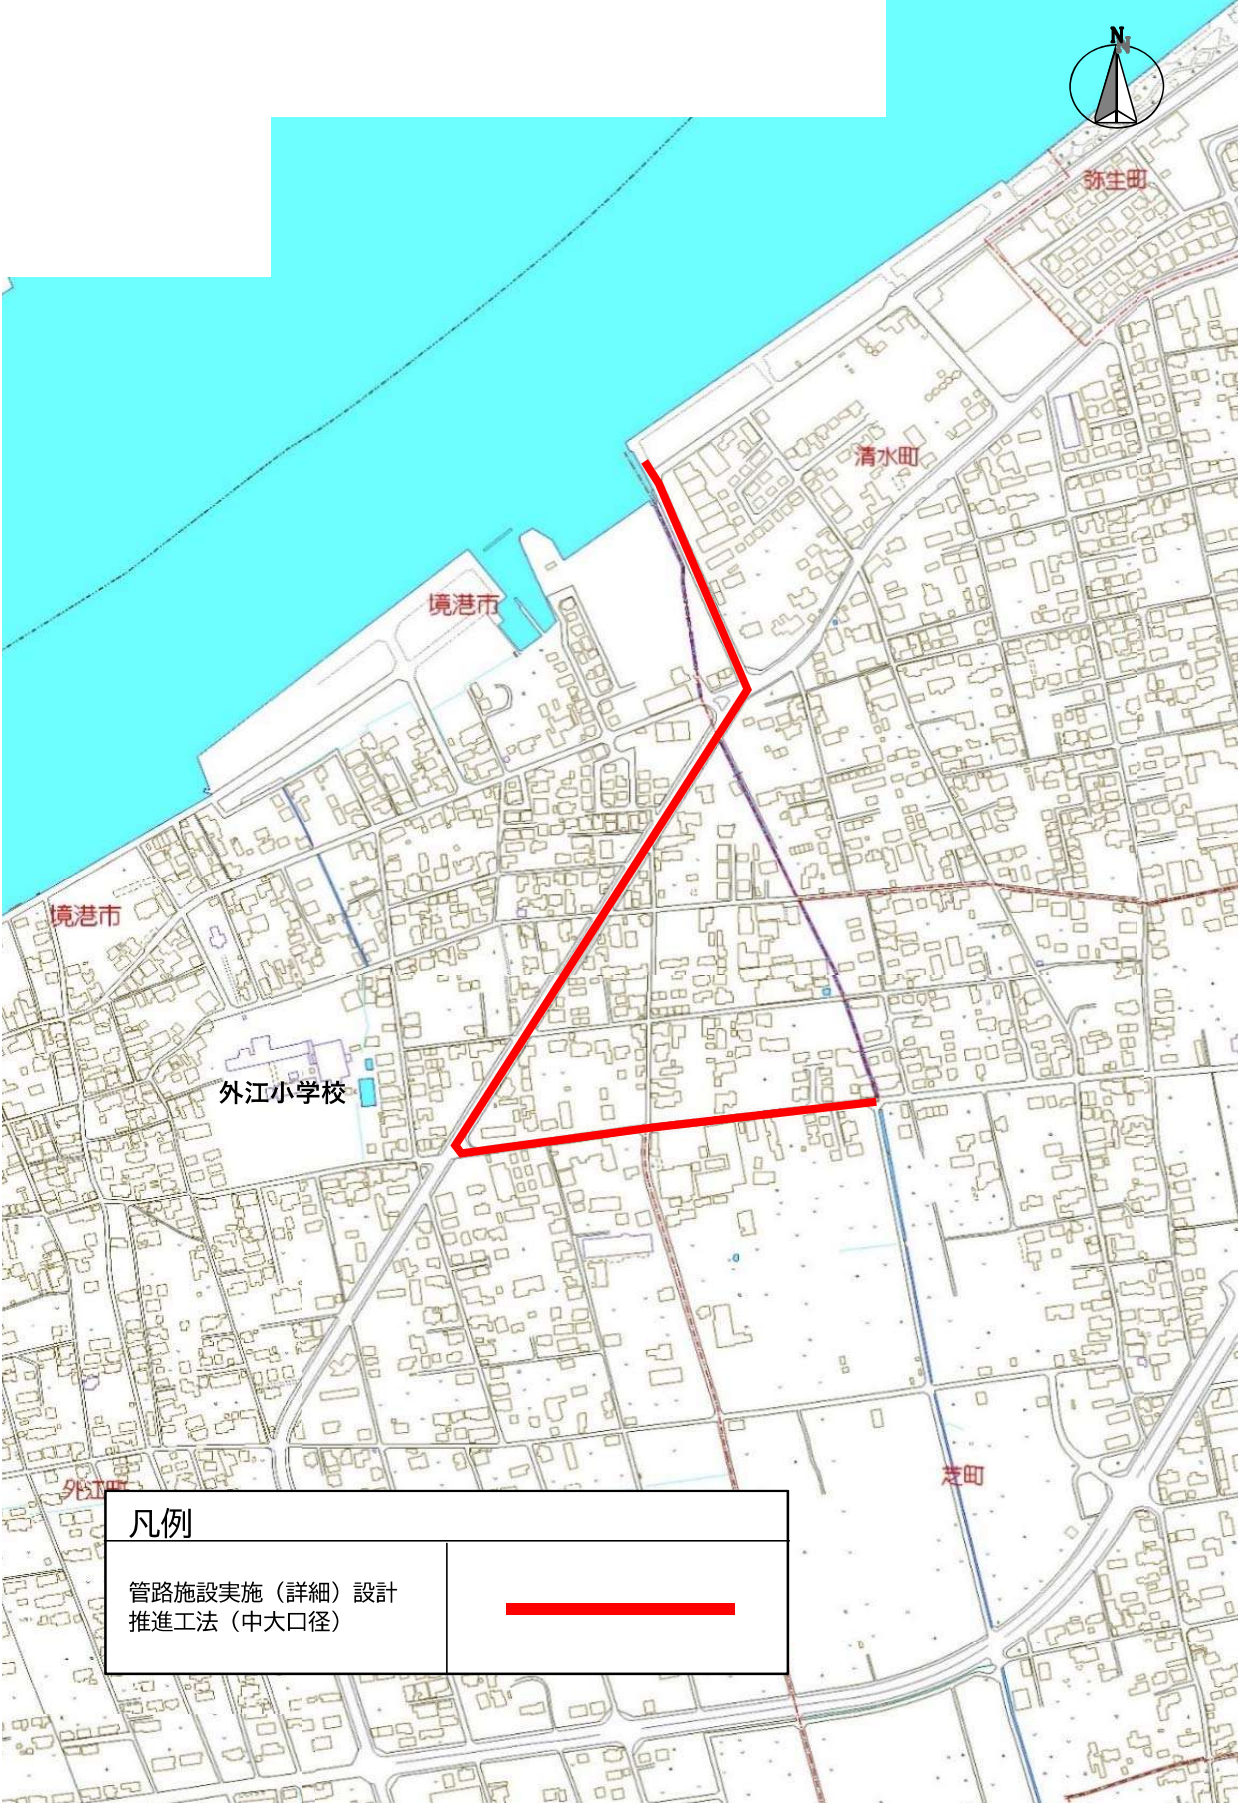 N
N
弥生町
清水町
境港市
境港市
外江小学校
外江町
芝町
凡例
管路施設実施（詳細）設計
推進工法（中大口径）